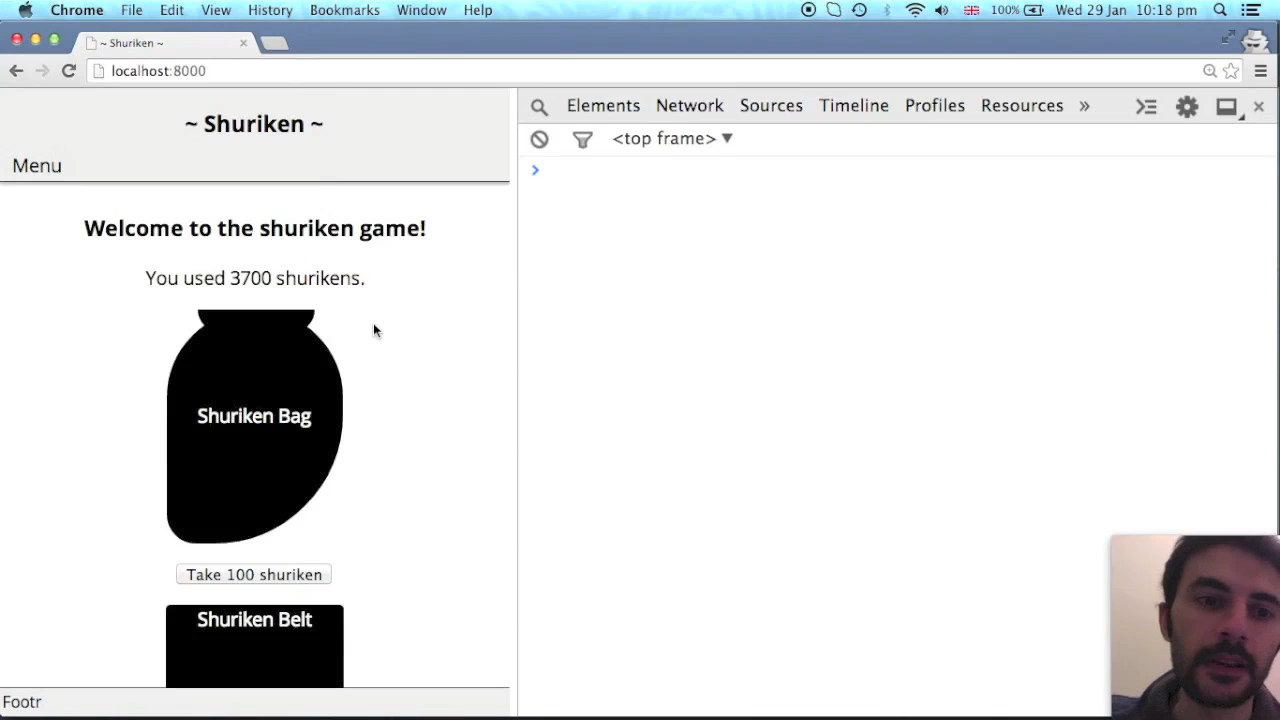 Chrome File Edit View History Bookmarks Window Help 100% Wed 29 Jan 10:18 pm
~ Shuriken ~
localhost:8000
Elements Network Sources Timeline Profiles Resources »
<top frame> ▼
~ Shuriken ~
Menu
Welcome to the shuriken game!
You used 3700 shurikens.
Shuriken Bag
Take 100 shuriken
Shuriken Belt
Footr